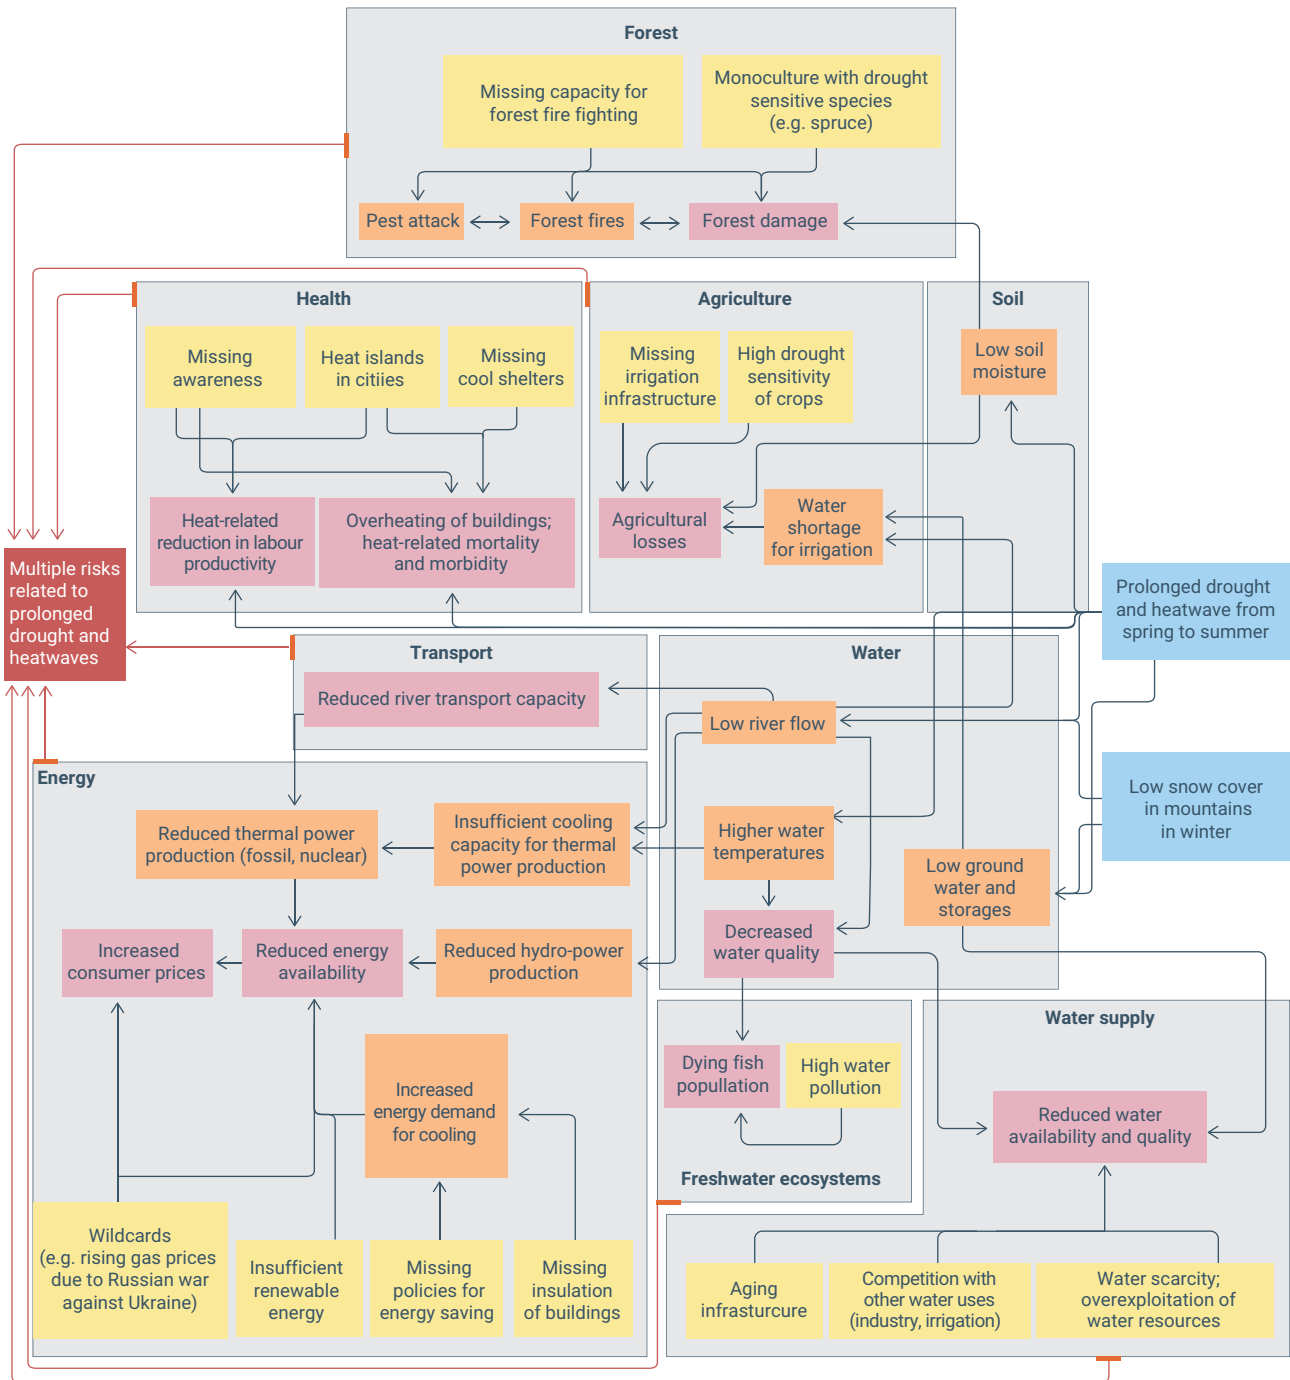 Forest
Missing capacity for
forest fire fighting
Monoculture with drought
sensitive species
(e.g. spruce)
Pest attack
Forest fires
Forest damage
Health
Missing
awareness
Heat islands
in citiies
Missing
cool shelters
Heat-related
reduction in labour
productivity
Overheating of buildings;
heat-related mortality
and morbidity
Agriculture
Missing
irrigation
infrastructure
High drought
sensitivity
of crops
Agricultural
losses
Water
shortage
for irrigation
Soil
Low soil
moisture
Multiple risks
related to
prolonged
drought and
heatwaves
Prolonged drought
and heatwave from
spring to summer
Low snow cover
in mountains
in winter
Transport
Reduced river transport capacity
Water
Low river flow
Higher water
temperatures
Low ground
water and
storages
Decreased
water quality
Energy
Reduced thermal power
production (fossil, nuclear)
Insufficient cooling
capacity for thermal
power production
Increased
consumer prices
Reduced energy
availability
Reduced hydro-power
production
Increased
energy demand
for cooling
Wildcards
(e.g. rising gas prices
due to Russian war
against Ukraine)
Insufficient
renewable
energy
Missing
policies for
energy saving
Missing
insulation
of buildings
Dying fish
popullation
High water
pollution
Freshwater ecosystems
Water supply
Reduced water
availability and quality
Aging
infrasturcure
Competition with
other water uses
(industry, irrigation)
Water scarcity;
overexploitation of
water resources